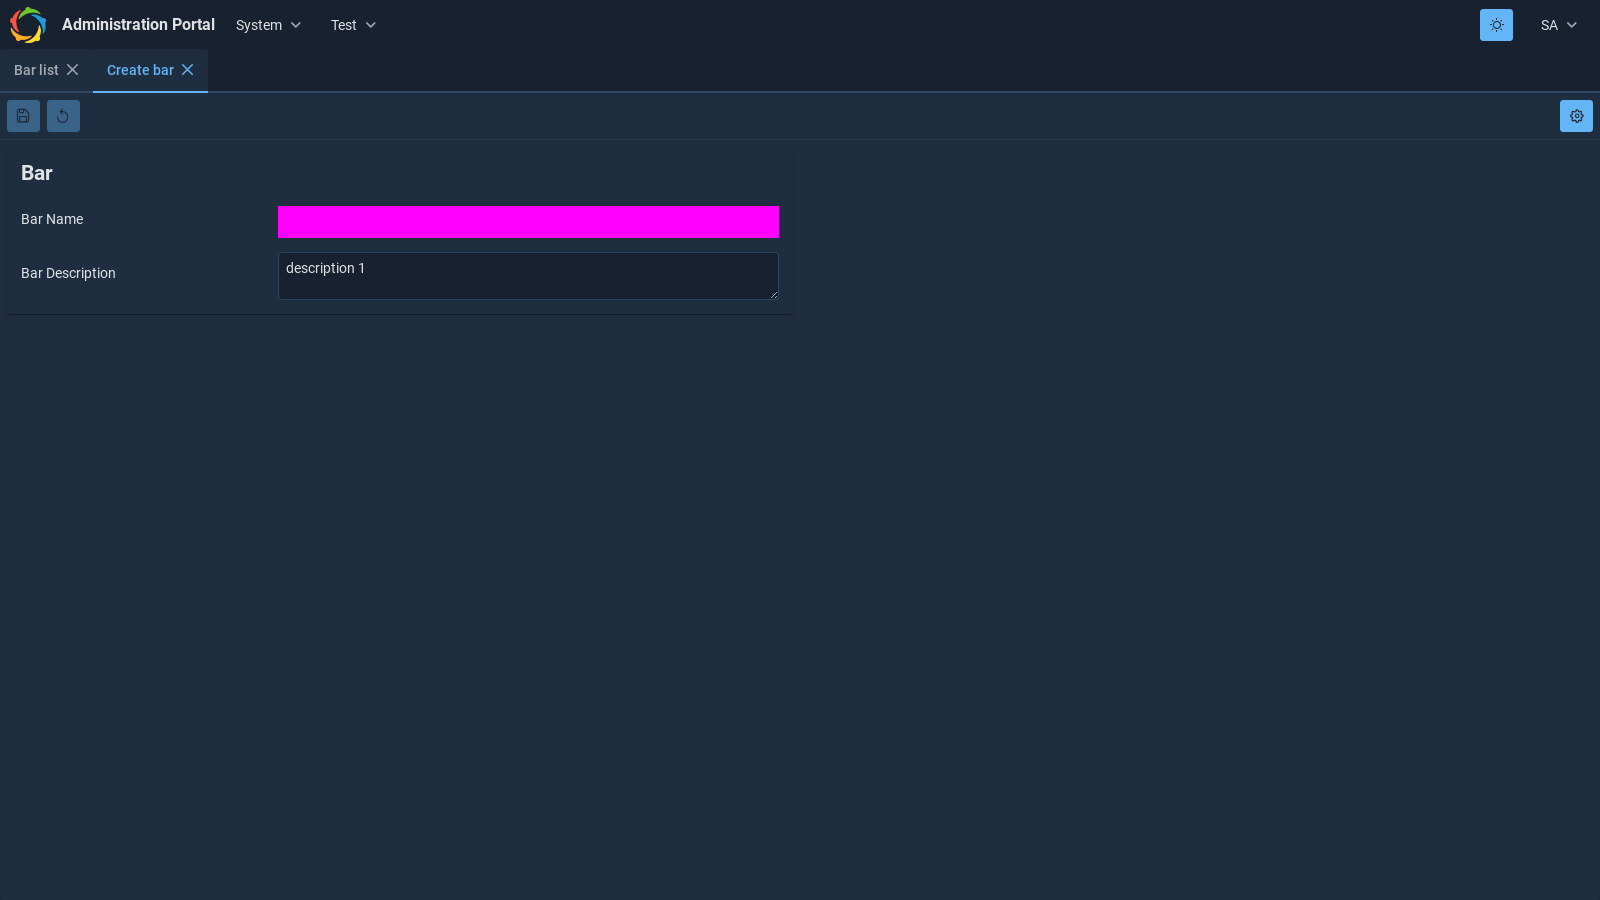 Administration Portal System Test SA
Bar list Create bar
Bar
Bar Name
Bar Description description 1